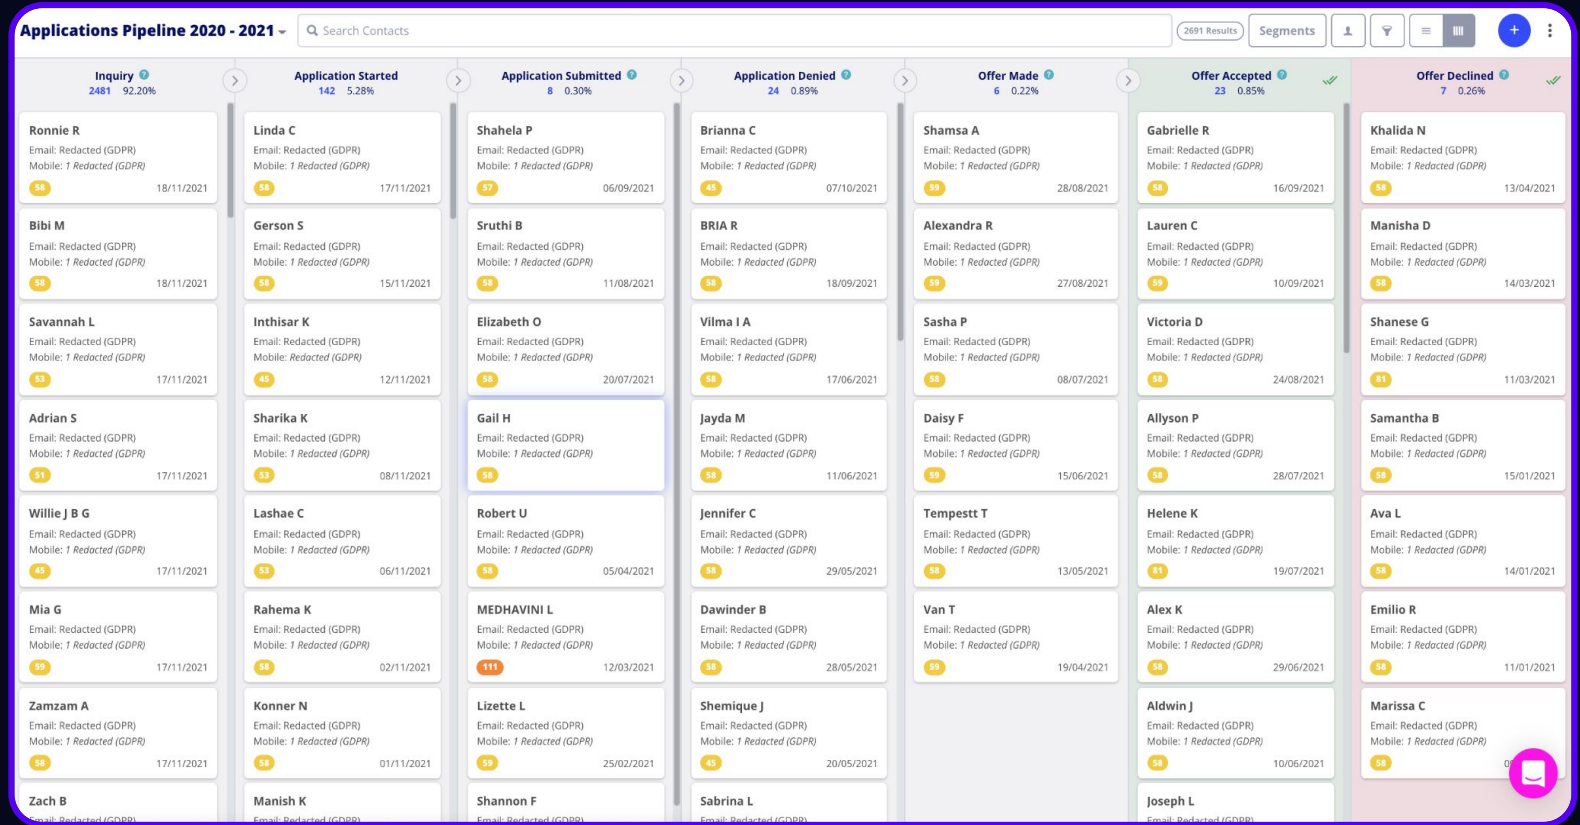 Applications Pipeline 2020 - 2021
Search Contacts
2691 Results
Segments
+
Inquiry ?
2481 92.20%
Ronnie R
Email: Redacted (GDPR)
Mobile: 1 Redacted (GDPR)
58 18/11/2021
Bibi M
Email: Redacted (GDPR)
Mobile: 1 Redacted (GDPR)
58 18/11/2021
Savannah L
Email: Redacted (GDPR)
Mobile: 1 Redacted (GDPR)
53 17/11/2021
Adrian S
Email: Redacted (GDPR)
Mobile: 1 Redacted (GDPR)
51 17/11/2021
Willie J B G
Email: Redacted (GDPR)
Mobile: 1 Redacted (GDPR)
45 17/11/2021
Mia G
Email: Redacted (GDPR)
Mobile: 1 Redacted (GDPR)
59 17/11/2021
Zamzam A
Email: Redacted (GDPR)
Mobile: 1 Redacted (GDPR)
58 17/11/2021
Zach B
Email: Redacted (GDPR)
Application Started
142 5.28%
Linda C
Email: Redacted (GDPR)
Mobile: 1 Redacted (GDPR)
58 17/11/2021
Gerson S
Email: Redacted (GDPR)
Mobile: 1 Redacted (GDPR)
58 15/11/2021
Inthisar K
Email: Redacted (GDPR)
Mobile: Redacted (GDPR)
45 12/11/2021
Sharika K
Email: Redacted (GDPR)
Mobile: 1 Redacted (GDPR)
53 08/11/2021
Lashae C
Email: Redacted (GDPR)
Mobile: 1 Redacted (GDPR)
53 06/11/2021
Rahema K
Email: Redacted (GDPR)
Mobile: 1 Redacted (GDPR)
58 02/11/2021
Konner N
Email: Redacted (GDPR)
Mobile: 1 Redacted (GDPR)
58 01/11/2021
Manish K
Email: Redacted (GDPR)
Application Submitted ?
8 0.30%
Shahela P
Email: Redacted (GDPR)
Mobile: 1 Redacted (GDPR)
57 06/09/2021
Sruthi B
Email: Redacted (GDPR)
Mobile: 1 Redacted (GDPR)
58 11/08/2021
Elizabeth O
Email: Redacted (GDPR)
Mobile: 1 Redacted (GDPR)
58 20/07/2021
Gail H
Email: Redacted (GDPR)
Mobile: 1 Redacted (GDPR)
58
Robert U
Email: Redacted (GDPR)
Mobile: 1 Redacted (GDPR)
58 05/04/2021
MEDHAVINI L
Email: Redacted (GDPR)
Mobile: 1 Redacted (GDPR)
111 12/03/2021
Lizette L
Email: Redacted (GDPR)
Mobile: 1 Redacted (GDPR)
59 25/02/2021
Shannon F
Email: Redacted (GDPR)
Application Denied ?
24 0.89%
Brianna C
Email: Redacted (GDPR)
Mobile: 1 Redacted (GDPR)
45 07/10/2021
BRIA R
Email: Redacted (GDPR)
Mobile: 1 Redacted (GDPR)
58 18/09/2021
Vilma I A
Email: Redacted (GDPR)
Mobile: 1 Redacted (GDPR)
58 17/06/2021
Jayda M
Email: Redacted (GDPR)
Mobile: 1 Redacted (GDPR)
58 11/06/2021
Jennifer C
Email: Redacted (GDPR)
Mobile: 1 Redacted (GDPR)
58 29/05/2021
Dawinder B
Email: Redacted (GDPR)
Mobile: 1 Redacted (GDPR)
58 28/05/2021
Shemique J
Email: Redacted (GDPR)
Mobile: 1 Redacted (GDPR)
45 20/05/2021
Sabrina L
Email: Redacted (GDPR)
Offer Made ?
6 0.22%
Shamsa A
Email: Redacted (GDPR)
Mobile: 1 Redacted (GDPR)
59 28/08/2021
Alexandra R
Email: Redacted (GDPR)
Mobile: 1 Redacted (GDPR)
59 27/08/2021
Sasha P
Email: Redacted (GDPR)
Mobile: 1 Redacted (GDPR)
58 08/07/2021
Daisy F
Email: Redacted (GDPR)
Mobile: 1 Redacted (GDPR)
59 15/06/2021
Tempestt T
Email: Redacted (GDPR)
Mobile: 1 Redacted (GDPR)
58 13/05/2021
Van T
Email: Redacted (GDPR)
Mobile: 1 Redacted (GDPR)
59 19/04/2021
Offer Accepted ?
23 0.85%
Gabrielle R
Email: Redacted (GDPR)
Mobile: 1 Redacted (GDPR)
58 16/09/2021
Lauren C
Email: Redacted (GDPR)
Mobile: 1 Redacted (GDPR)
59 10/09/2021
Victoria D
Email: Redacted (GDPR)
Mobile: 1 Redacted (GDPR)
58 24/08/2021
Allyson P
Email: Redacted (GDPR)
Mobile: 1 Redacted (GDPR)
58 28/07/2021
Helene K
Email: Redacted (GDPR)
Mobile: 1 Redacted (GDPR)
81 19/07/2021
Alex K
Email: Redacted (GDPR)
Mobile: 1 Redacted (GDPR)
58 29/06/2021
Aldwin J
Email: Redacted (GDPR)
Mobile: 1 Redacted (GDPR)
58 10/06/2021
Joseph L
Email: Redacted (GDPR)
Offer Declined ?
7 0.26%
Khalida N
Email: Redacted (GDPR)
Mobile: 1 Redacted (GDPR)
58 13/04/2021
Manisha D
Email: Redacted (GDPR)
Mobile: 1 Redacted (GDPR)
58 14/03/2021
Shanese G
Email: Redacted (GDPR)
Mobile: 1 Redacted (GDPR)
81 11/03/2021
Samantha B
Email: Redacted (GDPR)
Mobile: 1 Redacted (GDPR)
58 15/01/2021
Ava L
Email: Redacted (GDPR)
Mobile: 1 Redacted (GDPR)
58 14/01/2021
Emilio R
Email: Redacted (GDPR)
Mobile: 1 Redacted (GDPR)
58 11/01/2021
Marissa C
Email: Redacted (GDPR)
Mobile: 1 Redacted (GDPR)
58